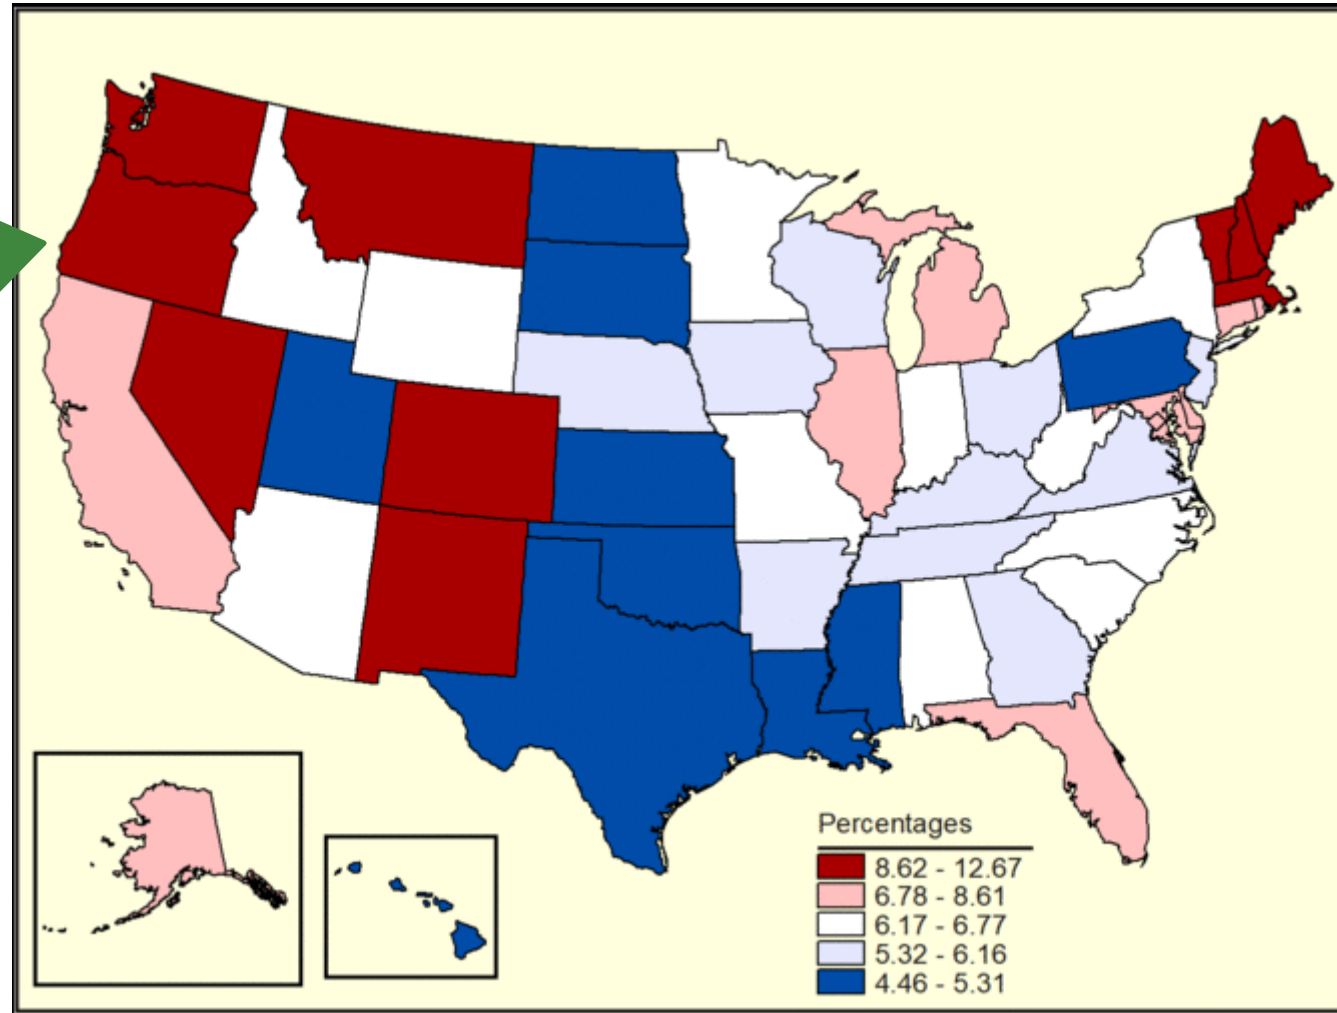 Percentages
8.62 - 12.67
6.78 - 8.61
6.17 - 6.77
5.32 - 6.16
4.46 - 5.31